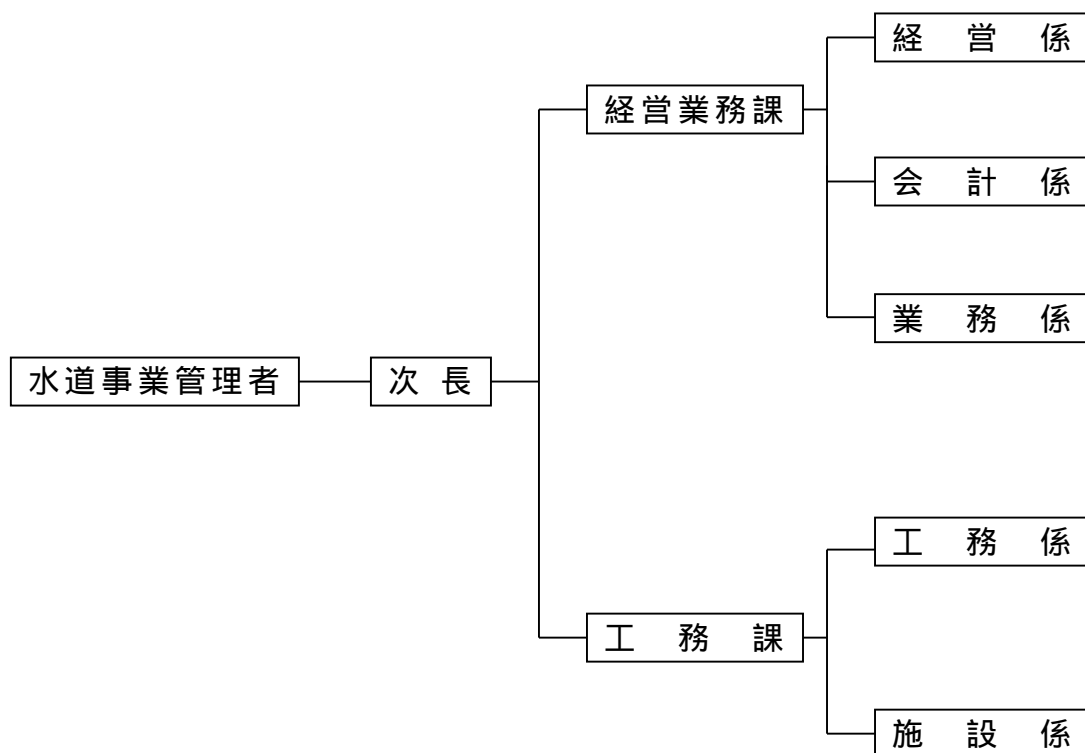 経営係
経営業務課
会計係
業務係
水道事業管理者
次長
工務係
工務課
施設係